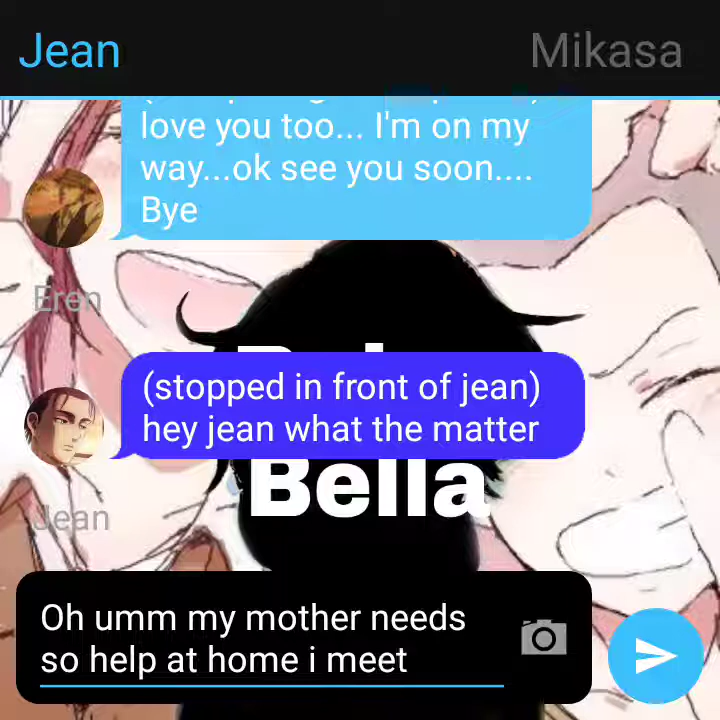 Jean
Mikasa
love you too... I'm on my
way...ok see you soon....
Bye
Eren
(stopped in front of jean)
hey jean what the matter
Bella
Jean
Oh umm my mother needs
so help at home i meet